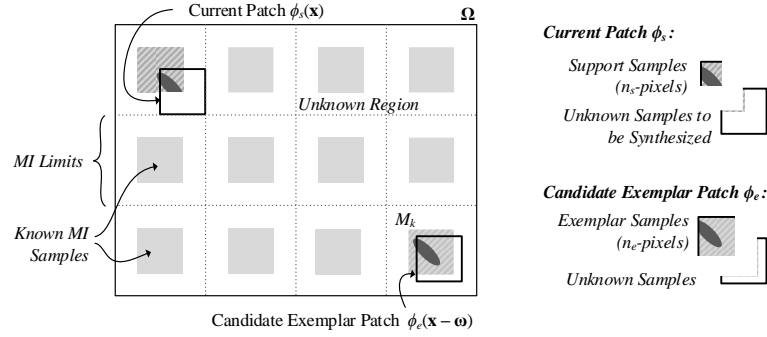 Current Patch ϕs(x)
Ω
Unknown Region
MI Limits
Known MI
Samples
Mk
Candidate Exemplar Patch ϕe(x − ω)
Current Patch ϕs:
Support Samples
(ns-pixels)
Unknown Samples to
be Synthesized
Candidate Exemplar Patch ϕe:
Exemplar Samples
(ne-pixels)
Unknown Samples